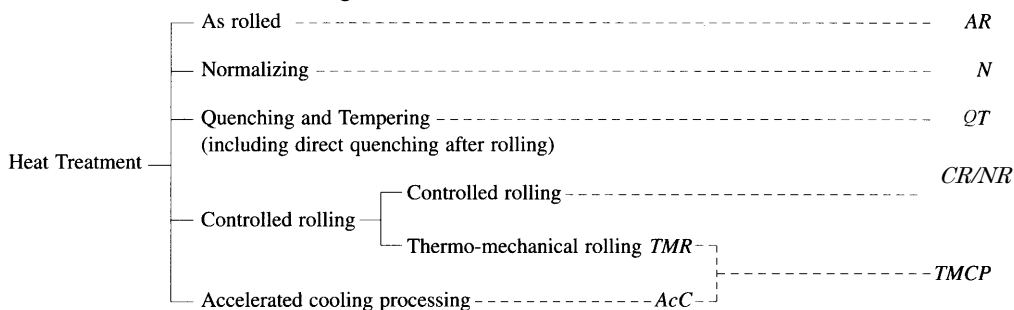 As rolled AR
Normalizing N
Quenching and Tempering QT
(including direct quenching after rolling)
Heat Treatment
CR/NR
Controlled rolling
Controlled rolling
Thermo-mechanical rolling TMR
TMCP
Accelerated cooling processing AcC